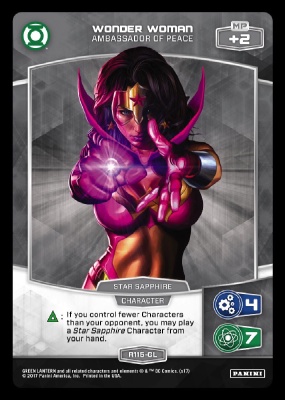 WONDER WOMAN
AMBASSADOR OF PEACE
MP
+2
STAR SAPPHIRE
CHARACTER
: If you control fewer Characters
than your opponent, you may play
a Star Sapphire Character from
your hand.
4
7
R115-GL
GREEN LANTERN and all related characters and elements © & ™ DC Comics. (s17)
© 2017 Panini America, Inc. Printed in the USA.
PANINI